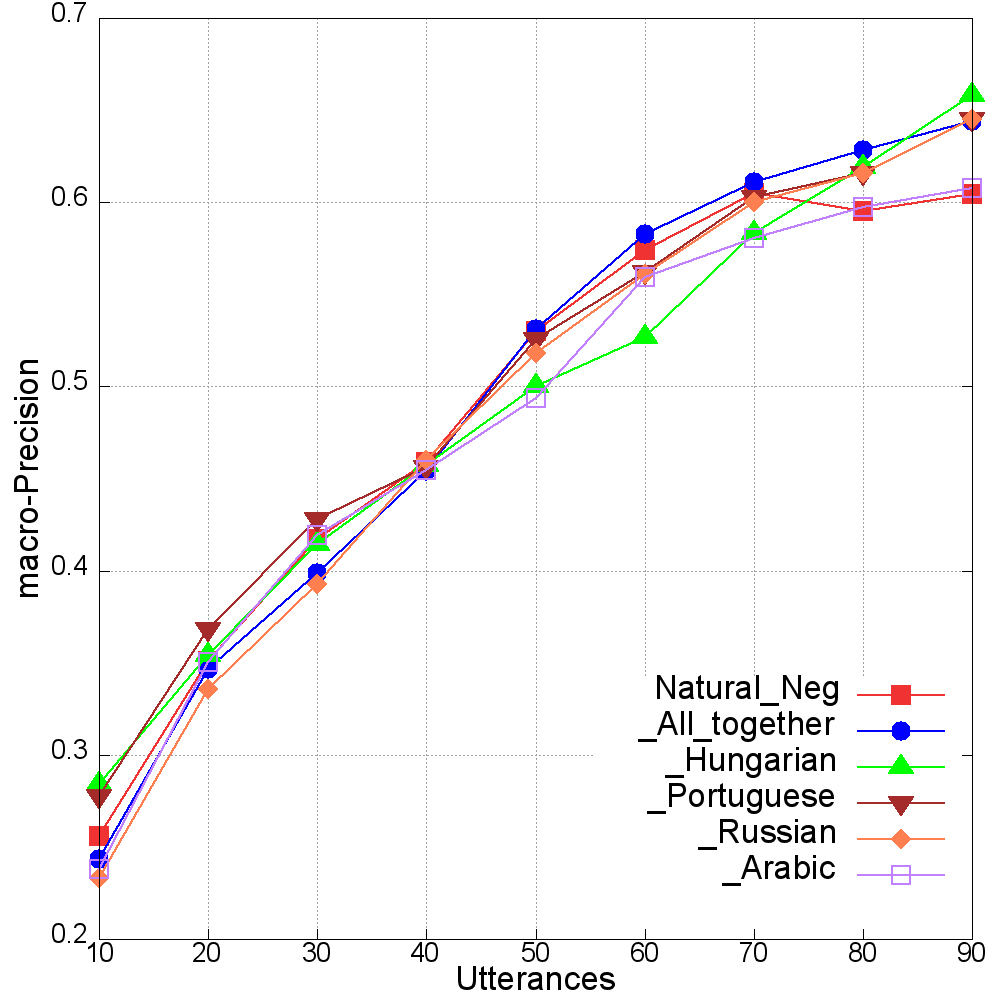 0.7
0.6
0.5
0.4
0.3
0.2
macro-Precision
10 20 30 40 50 60 70 80 90
Utterances
Natural_Neg
_All_together
_Hungarian
_Portuguese
_Russian
_Arabic